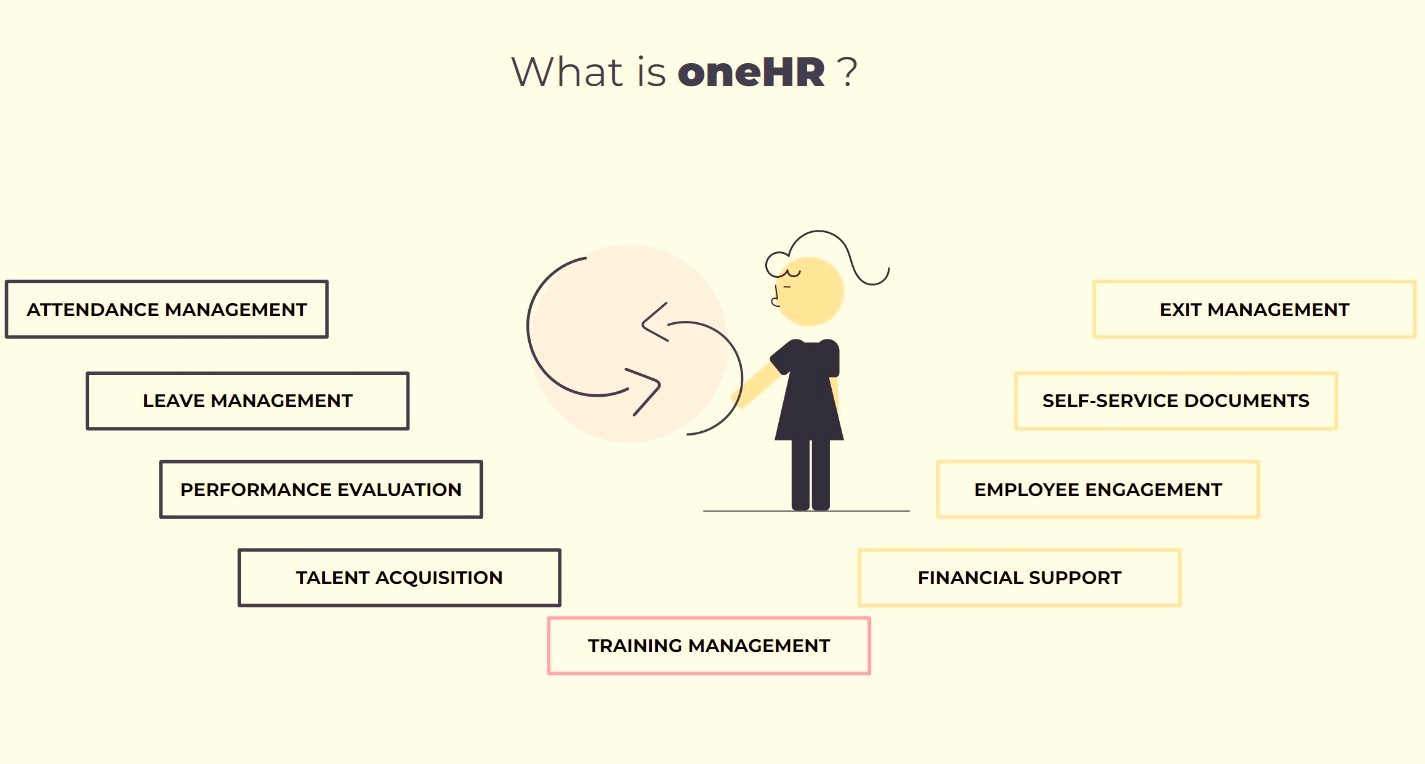 What is oneHR ?
ATTENDANCE MANAGEMENT
LEAVE MANAGEMENT
PERFORMANCE EVALUATION
TALENT ACQUISITION
TRAINING MANAGEMENT
FINANCIAL SUPPORT
EMPLOYEE ENGAGEMENT
SELF-SERVICE DOCUMENTS
EXIT MANAGEMENT